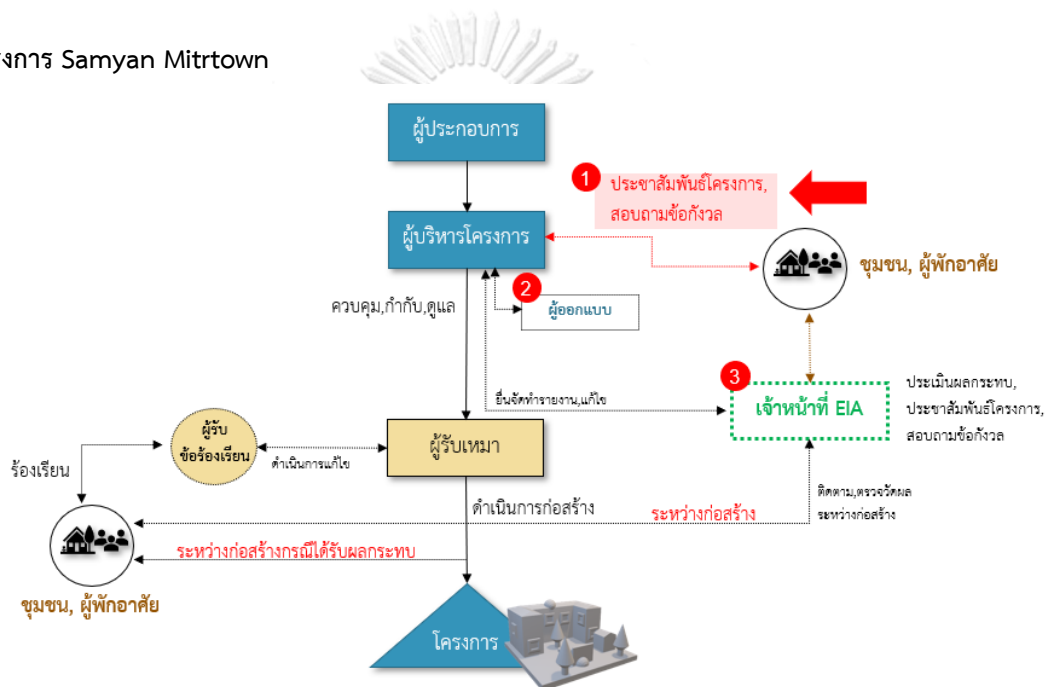 งการ Samyan Mitrtown
ผู้ประกอบการ
1
ประชาสัมพันธ์โครงการ,
สอบถามข้อกังวล
ผู้บริหารโครงการ
ชุมชน, ผู้พักอาศัย
2
ผู้ออกแบบ
ควบคุม,กำกับ,ดูแล
3
เจ้าหน้าที่ EIA
ประเมินผลกระทบ,
ประชาสัมพันธ์โครงการ,
สอบถามข้อกังวล
ยื่นจัดทำรายงาน,แก้ไข
ผู้รับ
ข้อร้องเรียน
ดำเนินการแก้ไข
ผู้รับเหมา
ร้องเรียน
ติดตาม,ตรวจวัดผล
ระหว่างก่อสร้าง
ดำเนินการก่อสร้าง
ระหว่างก่อสร้าง
ระหว่างก่อสร้างกรณีได้รับผลกระทบ
ชุมชน, ผู้พักอาศัย
โครงการ